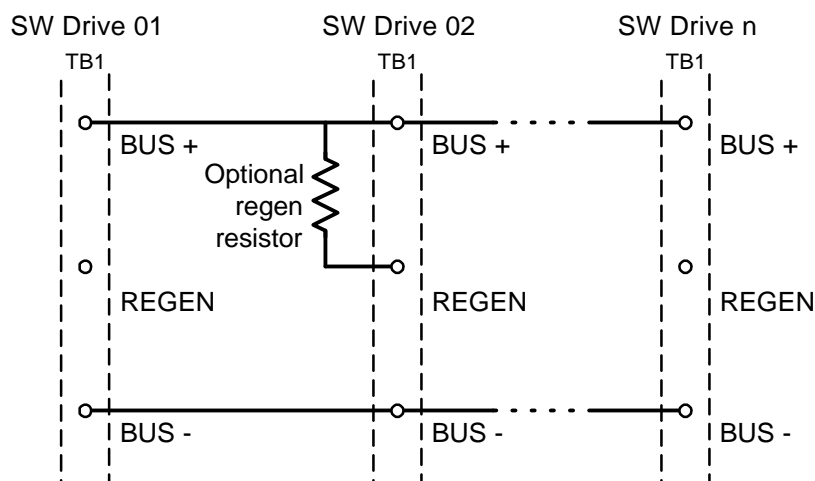 SW Drive 01
SW Drive 02
SW Drive n
TB1
TB1
TB1
BUS +
BUS +
BUS +
Optional
regen
resistor
REGEN
REGEN
REGEN
BUS -
BUS -
BUS -